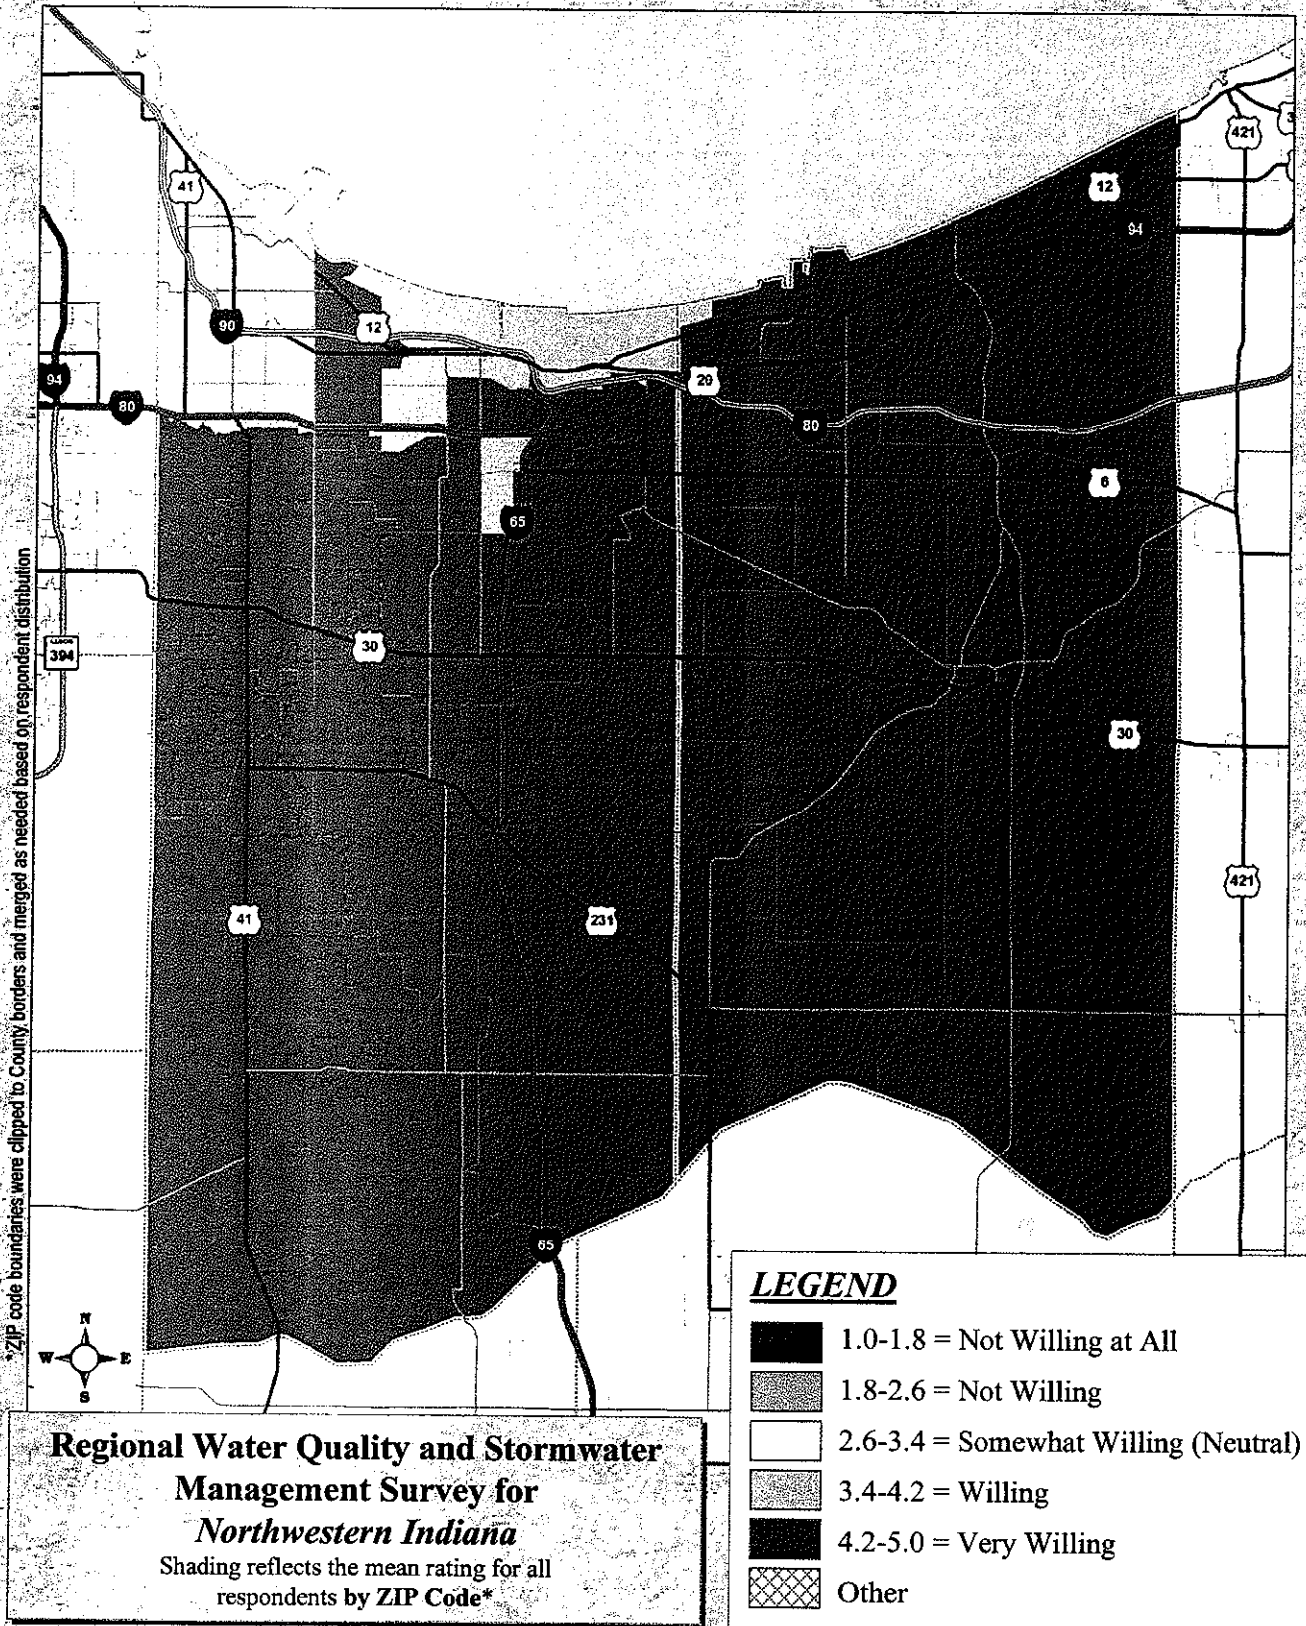 421
3
12
94
41
90
12
94
80
20
80
6
65
30
ILLINOIS
394
30
41
231
421
65
*ZIP code boundaries were clipped to County borders and merged as needed based on respondent distribution
N
W E
S
LEGEND
1.0-1.8 = Not Willing at All
1.8-2.6 = Not Willing
2.6-3.4 = Somewhat Willing (Neutral)
3.4-4.2 = Willing
4.2-5.0 = Very Willing
Other
Regional Water Quality and Stormwater
Management Survey for
Northwestern Indiana
Shading reflects the mean rating for all
respondents by ZIP Code*